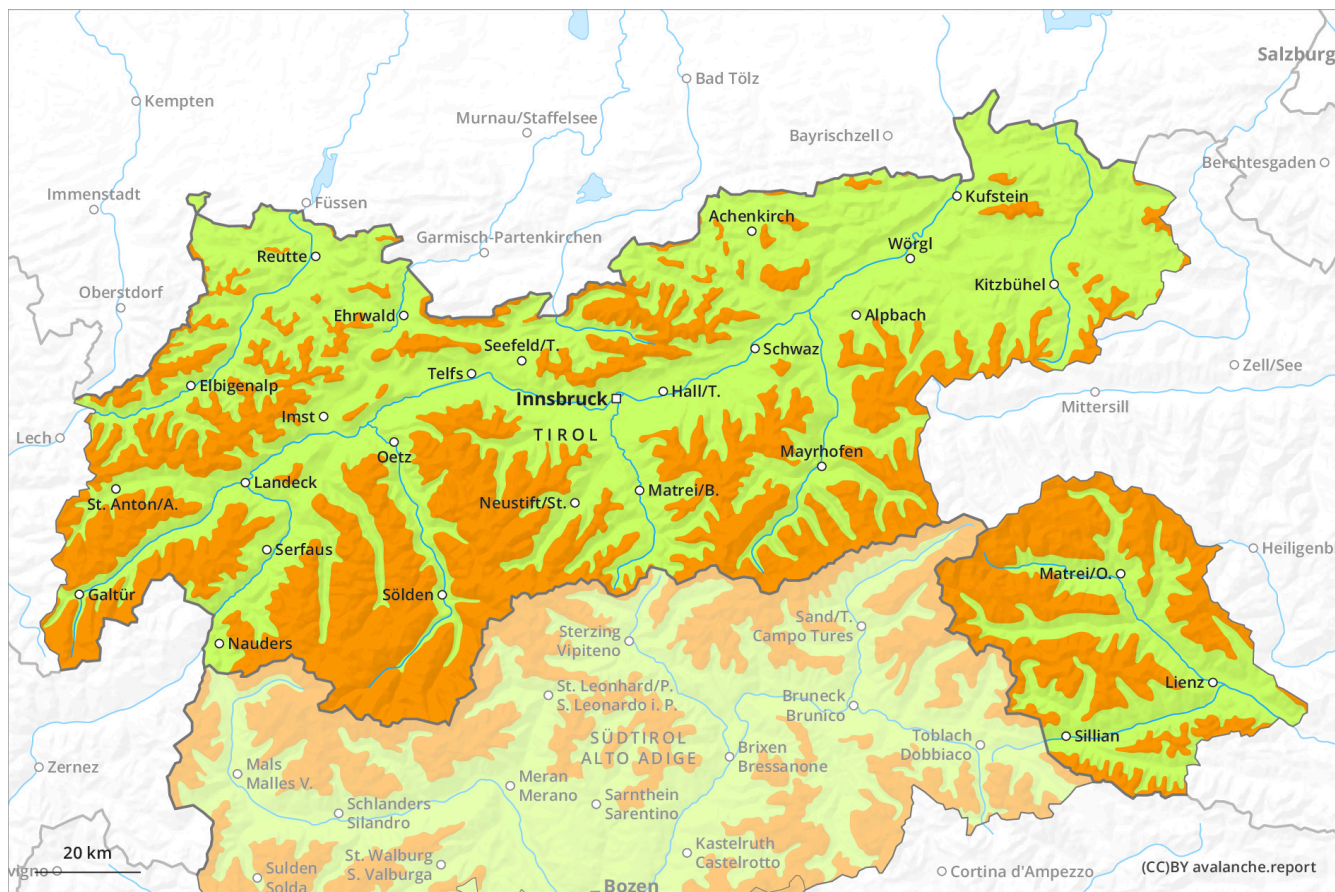 Salzburg
Bad Tölz
Kempten
Murnau/Staffelsee
Bayrischzell
Berchtesgaden
Immenstadt
Füssen
Kufstein
Achenkirch
Garmisch-Partenkirchen
Wörgl
Reutte
Kitzbühel
Oberstdorf
Ehrwald
Alpbach
Seefeld/T.
Schwaz
Zell/See
Telfs
Elbigenalp
Hall/T.
Innsbruck
Mittersill
Imst
TIROL
Lech
Oetz
Mayrhofen
Landeck
Matrei/B.
St. Anton/A.
Neustift/St.
Serfaus
Heiligenb
Matrei/O.
Galtür
Sölden
Sand/T.
Campo Tures
Sterzing
Vipiteno
Nauders
Lienz
St. Leonhard/P.
S. Leonardo i. P.
Bruneck
Brunico
SÜDTIROL
ALTO ADIGE
Toblach
Dobbiaco
Sillian
Brixen
Bressanone
Zernez
Mals
Malles V.
Meran
Merano
Sarnthein
Sarentino
Schlanders
Silandro
Kastelruth
Castelrotto
20 km
St. Walburg
S. Valburga
vigno
Cortina d'Ampezzo
(CC)BY avalanche.report
Sulden
Solda
Bozen